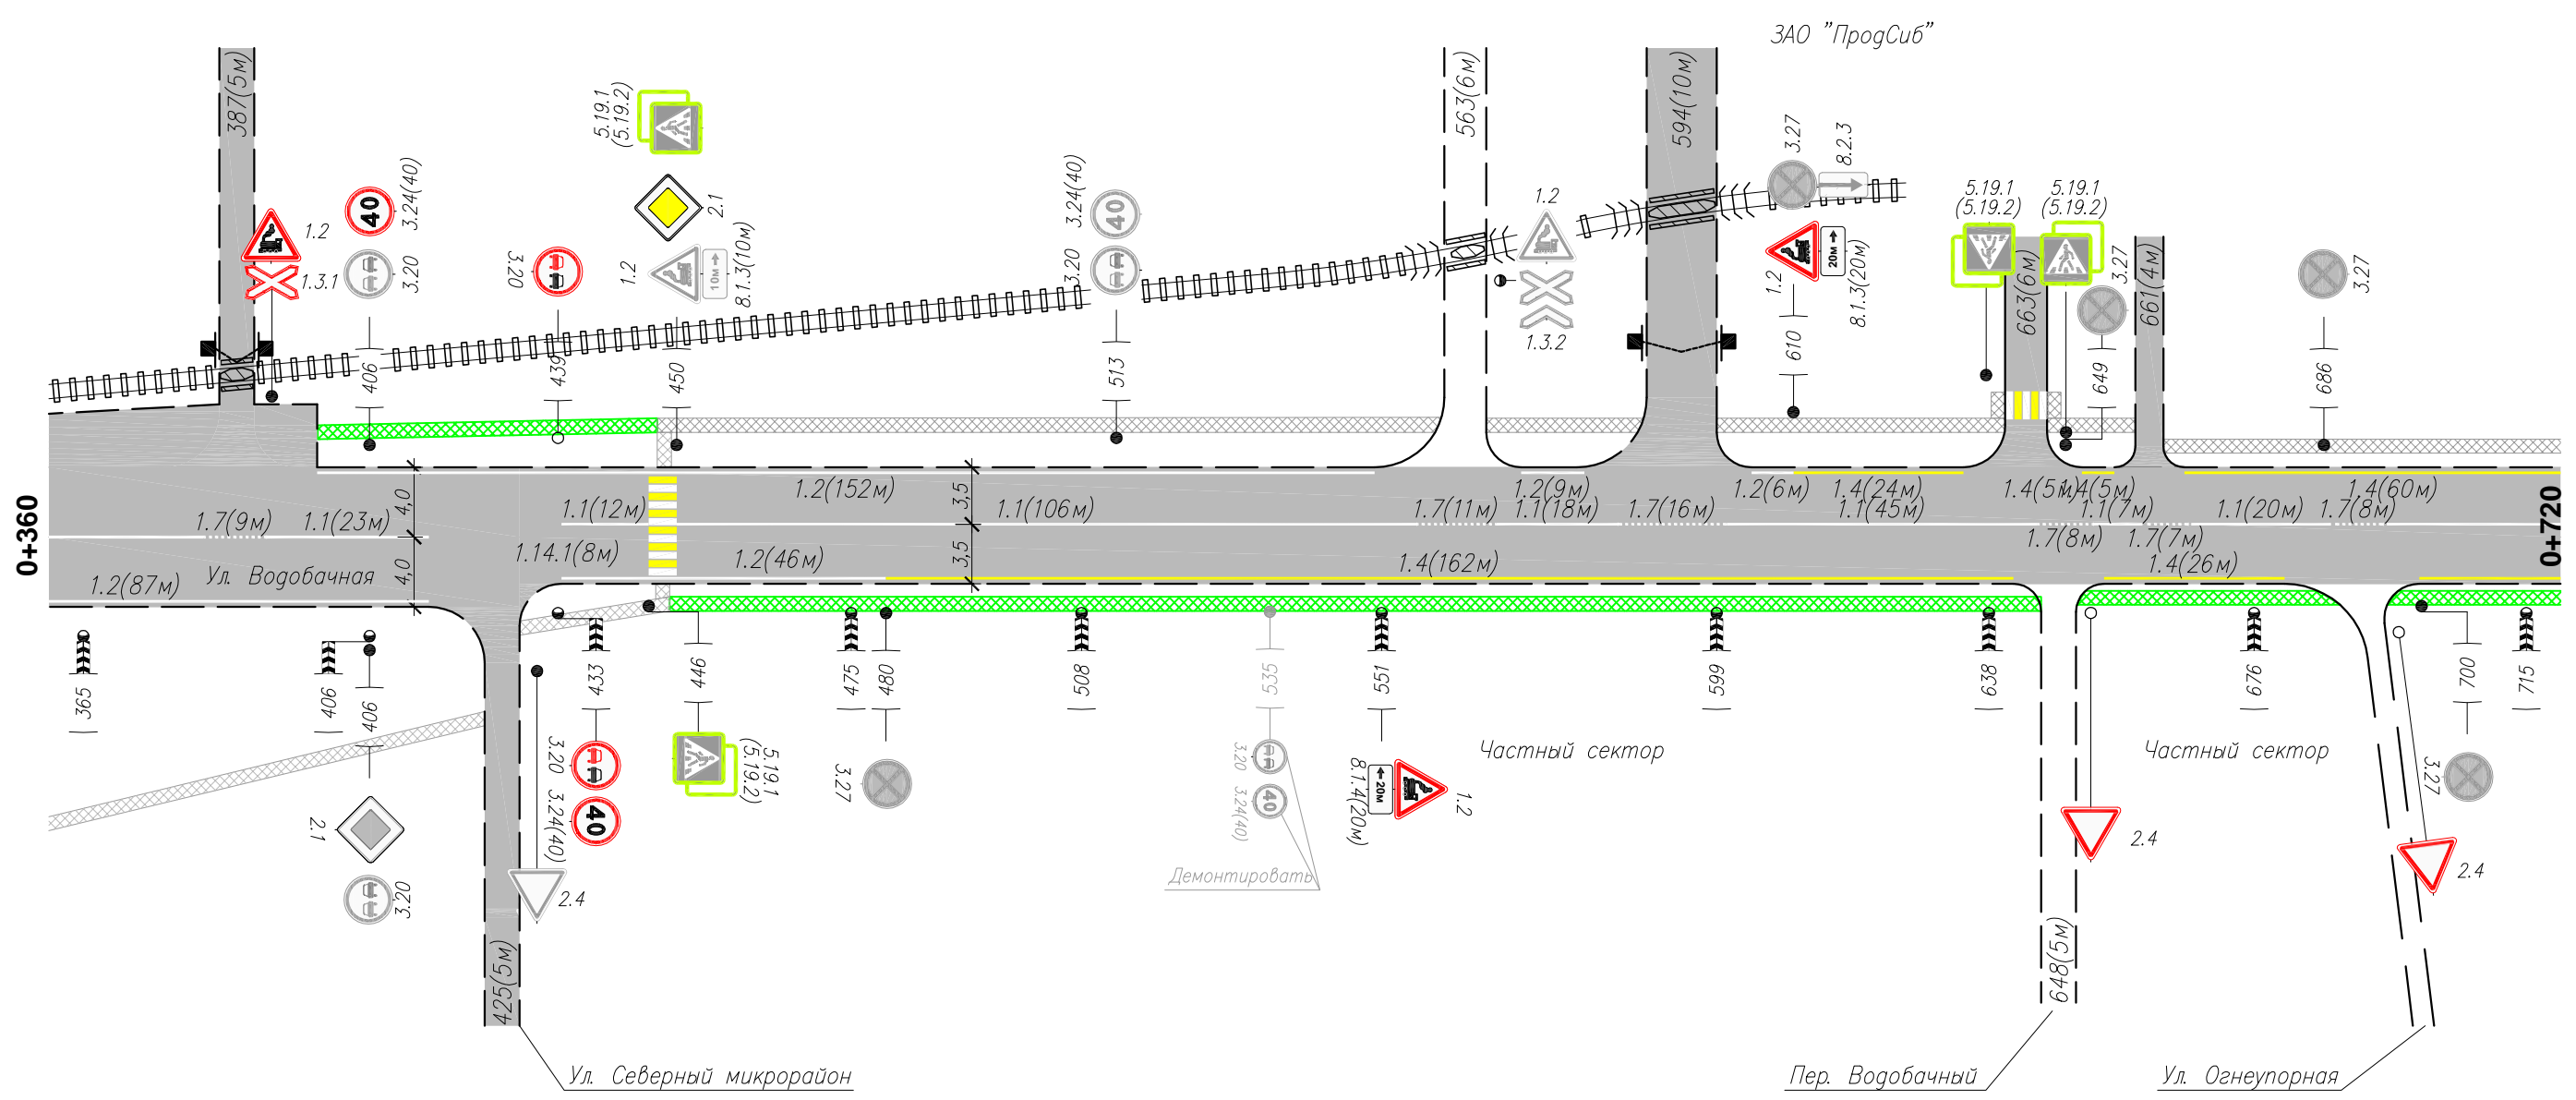 ЗАО "ПродСиб"
387(5м)
563(6м)
594(10м)
5.19.1
(5.19.2)
3.24(40)
40
1.2
1.3.1
3.20
3.20
2.1
1.2
10м
8.1.3(10м)
3.24(40)
40
3.20
1.2
1.3.2
3.27
8.2.3
1.2
20м
8.1.3(20м)
5.19.1
(5.19.2)
5.19.1
(5.19.2)
3.27
3.27
663(6м)
661(4м)
406
439
450
513
610
649
686
0+360
0+720
4,0
4,0
3,5
3,5
1.2(152м)
1.2(9м)
1.2(6м)
1.4(24м)
1.4(5м)
1.4(5м)
1.4(60м)
1.7(9м)
1.1(23м)
1.1(12м)
1.1(106м)
1.7(11м)
1.1(18м)
1.7(16м)
1.1(45м)
1.1(7м)
1.1(20м)
1.7(8м)
1.14.1(8м)
1.2(46м)
1.4(162м)
1.7(8м)
1.7(7м)
1.4(26м)
1.2(87м)
Ул. Водобачная
365
406
406
433
446
475
480
508
535
551
599
638
676
700
715
2.1
3.20
3.20
3.24(40)
40
2.4
5.19.1
(5.19.2)
3.27
3.20
3.24(40)
40
Демонтировать
8.1.4(20м)
20м
1.2
Частный сектор
Частный сектор
2.4
3.27
2.4
425(5м)
648(5м)
Ул. Северный микрорайон
Пер. Водобачный
Ул. Огнеупорная